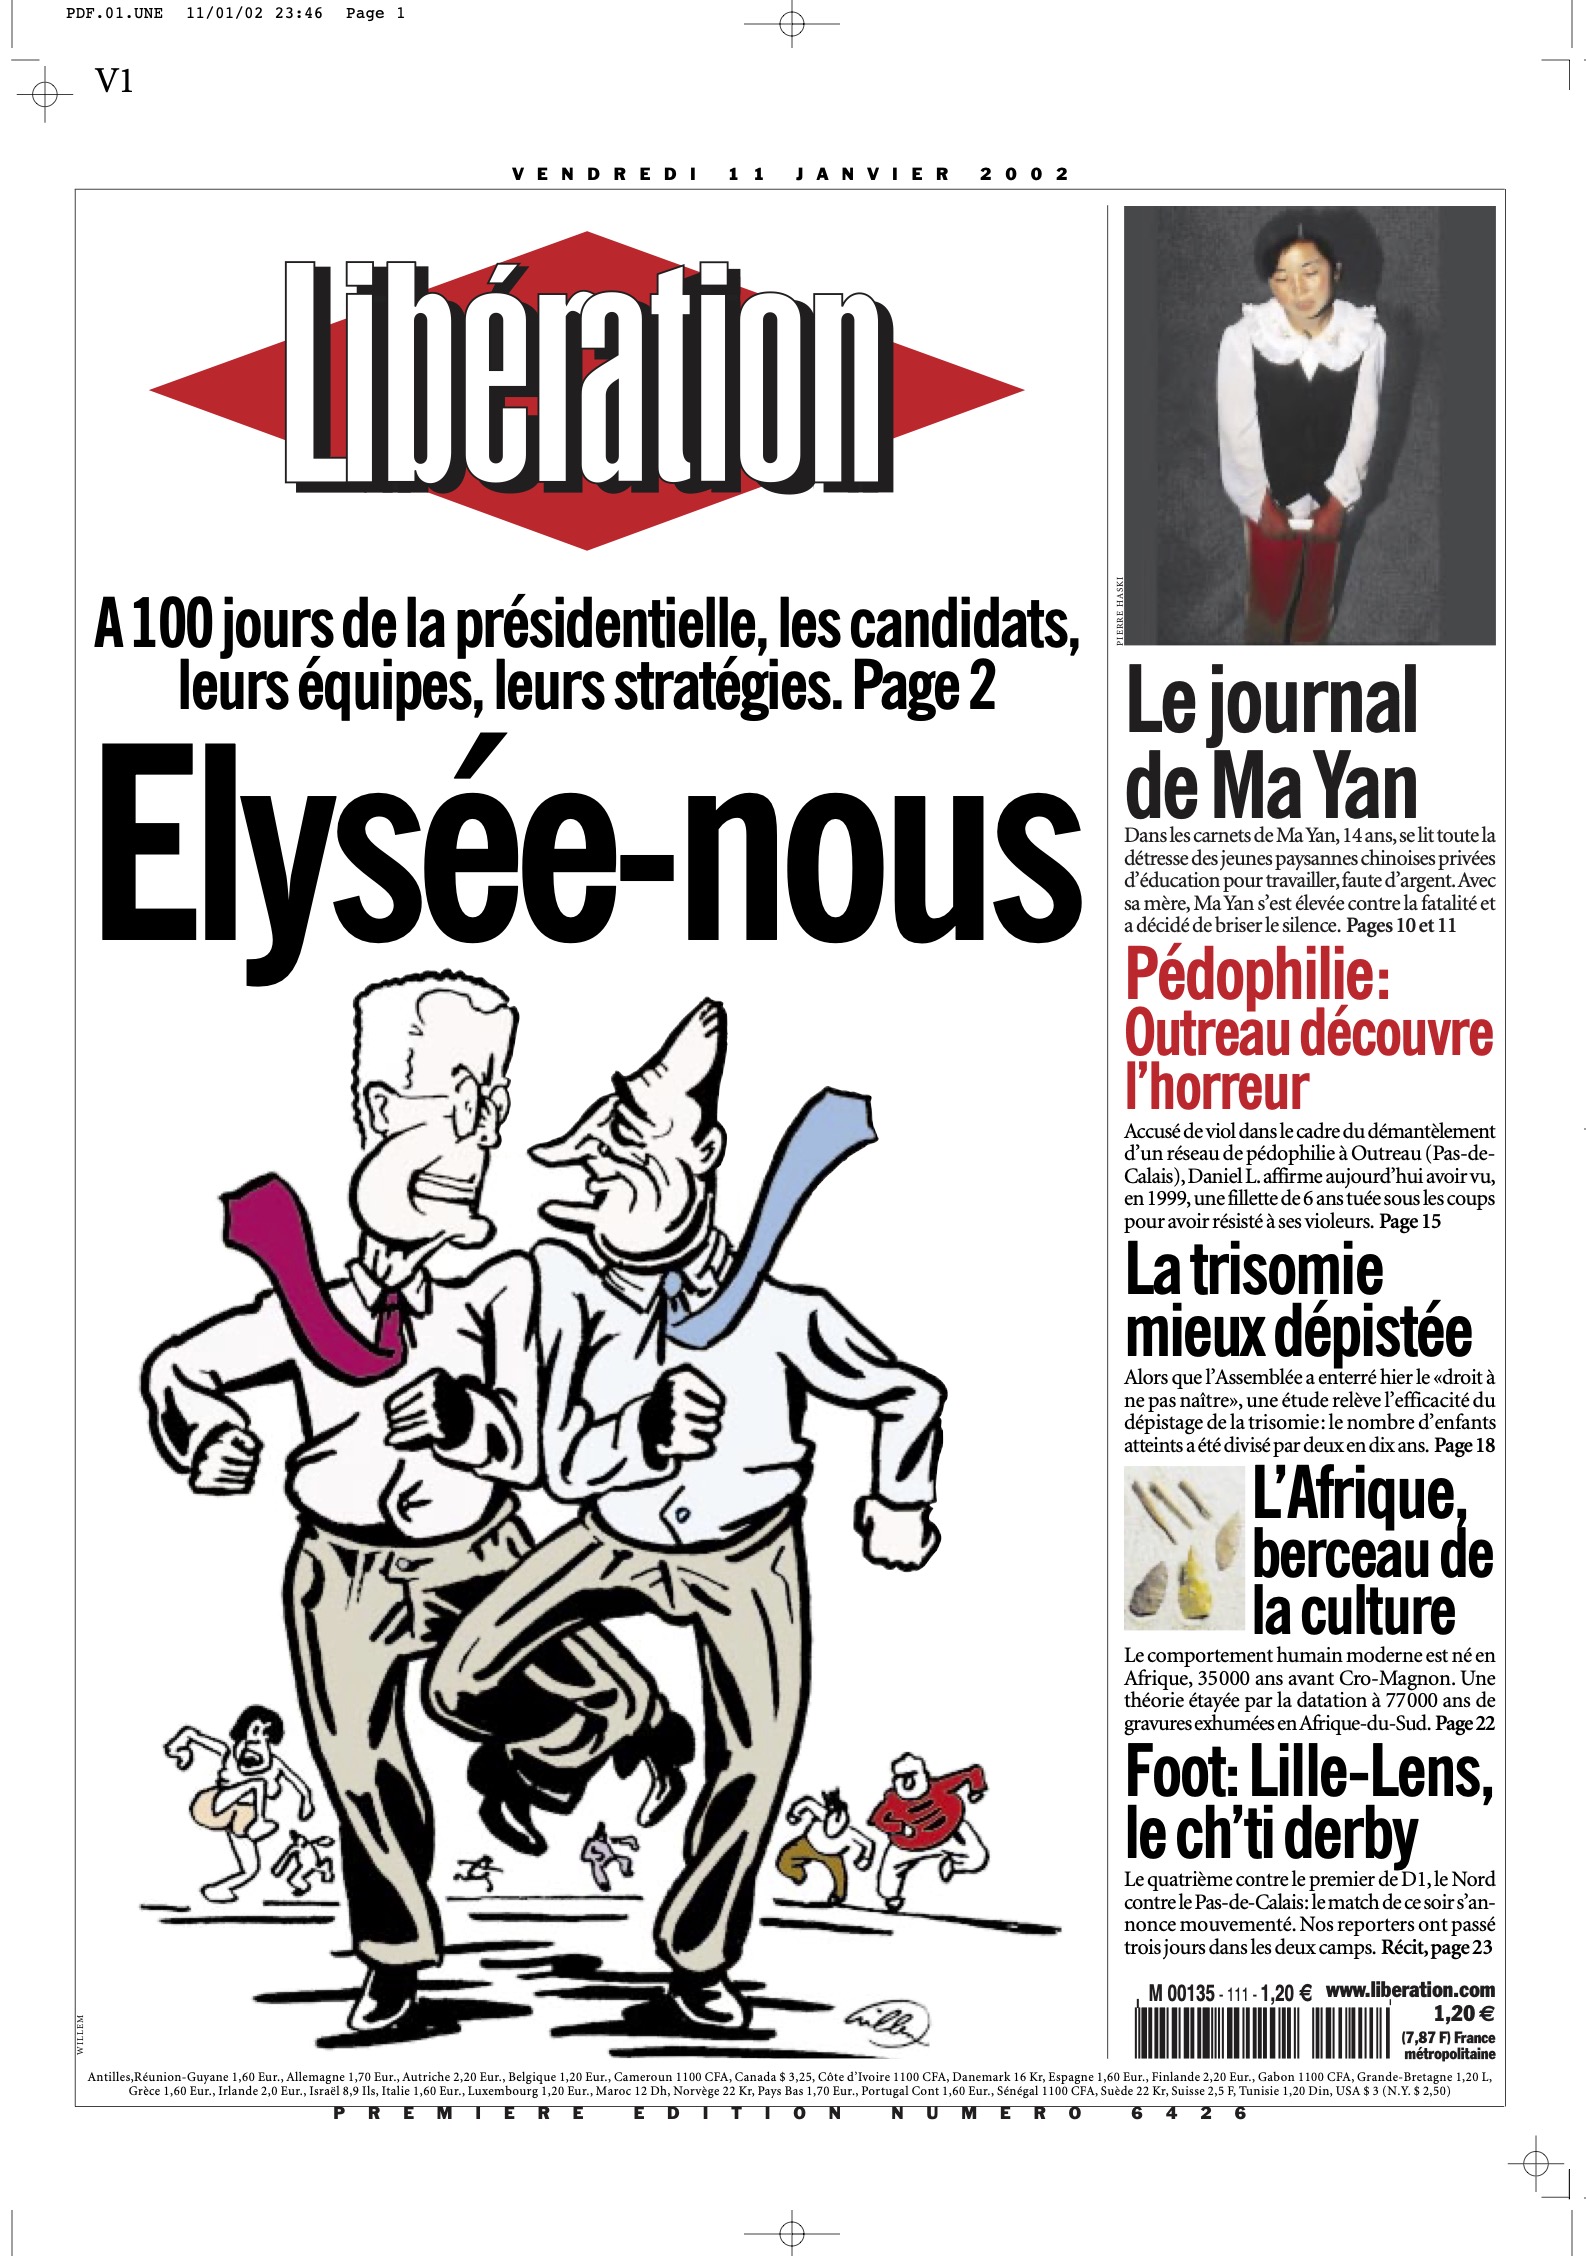 PDF.01.UNE 11/01/02 23:46 Page 1
V1
VENDREDI 11 JANVIER 2002
Libération
A 100 jours de la présidentielle, les candidats,
leurs équipes, leurs stratégies. Page 2
Elysée-nous
WILLEM
PIERRE HASKI
Le journal
de Ma Yan
Dans les carnets de Ma Yan, 14 ans, se lit toute la
détresse des jeunes paysannes chinoises privées
d'éducation pour travailler, faute d'argent. Avec
sa mère, Ma Yan s'est élevée contre la fatalité et
a décidé de briser le silence. Pages 10 et 11
Pédophilie:
Outreau découvre
l'horreur
Accusé de viol dans le cadre du démantèlement
d'un réseau de pédophilie à Outreau (Pas-de-
Calais), Daniel L. affirme aujourd'hui avoir vu,
en 1999, une fillette de 6 ans tuée sous les coups
pour avoir résisté à ses violeurs. Page 15
La trisomie
mieux dépistée
Alors que l'Assemblée a enterré hier le «droit à
ne pas naître», une étude relève l'efficacité du
dépistage de la trisomie: le nombre d'enfants
atteints a été divisé par deux en dix ans. Page 18
L'Afrique,
berceau de
la culture
Le comportement humain moderne est né en
Afrique, 35000 ans avant Cro-Magnon. Une
théorie étayée par la datation à 77000 ans de
gravures exhumées en Afrique-du-Sud. Page 22
Foot: Lille-Lens,
le ch'ti derby
Le quatrième contre le premier de D1, le Nord
contre le Pas-de-Calais: le match de ce soir s'an-
nonce mouvementé. Nos reporters ont passé
trois jours dans les deux camps. Récit, page 23
M 00135 - 111 - 1,20 €
www.liberation.com
1,20 €
(7,87 F) France
métropolitaine
Willem
Antilles,Réunion-Guyane 1,60 Eur., Allemagne 1,70 Eur., Autriche 2,20 Eur., Belgique 1,20 Eur., Cameroun 1100 CFA, Canada $ 3,25, Côte d'Ivoire 1100 CFA, Danemark 16 Kr, Espagne 1,60 Eur., Finlande 2,20 Eur., Gabon 1100 CFA, Grande-Bretagne 1,20 L,
Grèce 1,60 Eur., Irlande 2,0 Eur., Israël 8,9 Ils, Italie 1,60 Eur., Luxembourg 1,20 Eur., Maroc 12 Dh, Norvège 22 Kr, Pays Bas 1,70 Eur., Portugal Cont 1,60 Eur., Sénégal 1100 CFA, Suède 22 Kr, Suisse 2,5 F, Tunisie 1,20 Din, USA $ 3 (N.Y. $ 2,50)
PREMIERE EDITION NUMERO 6426